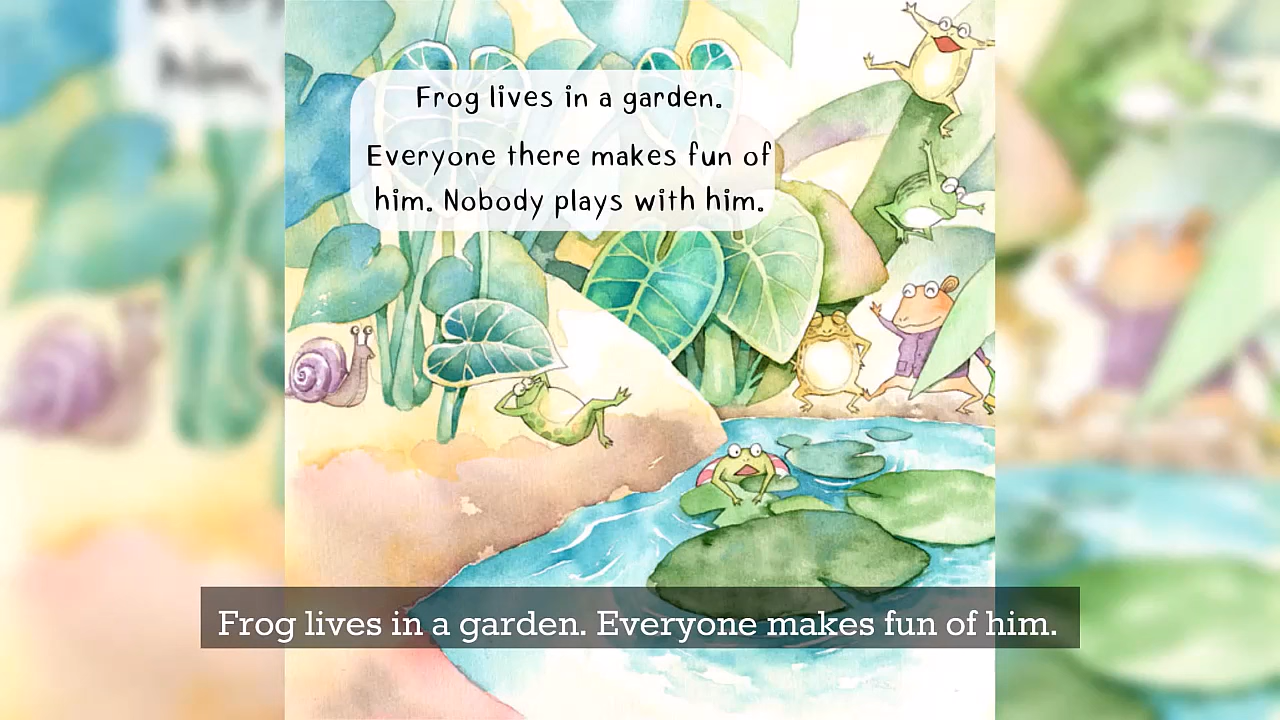 Frog lives in a garden.
Everyone there makes fun of
him. Nobody plays with him.
Frog lives in a garden. Everyone makes fun of him.